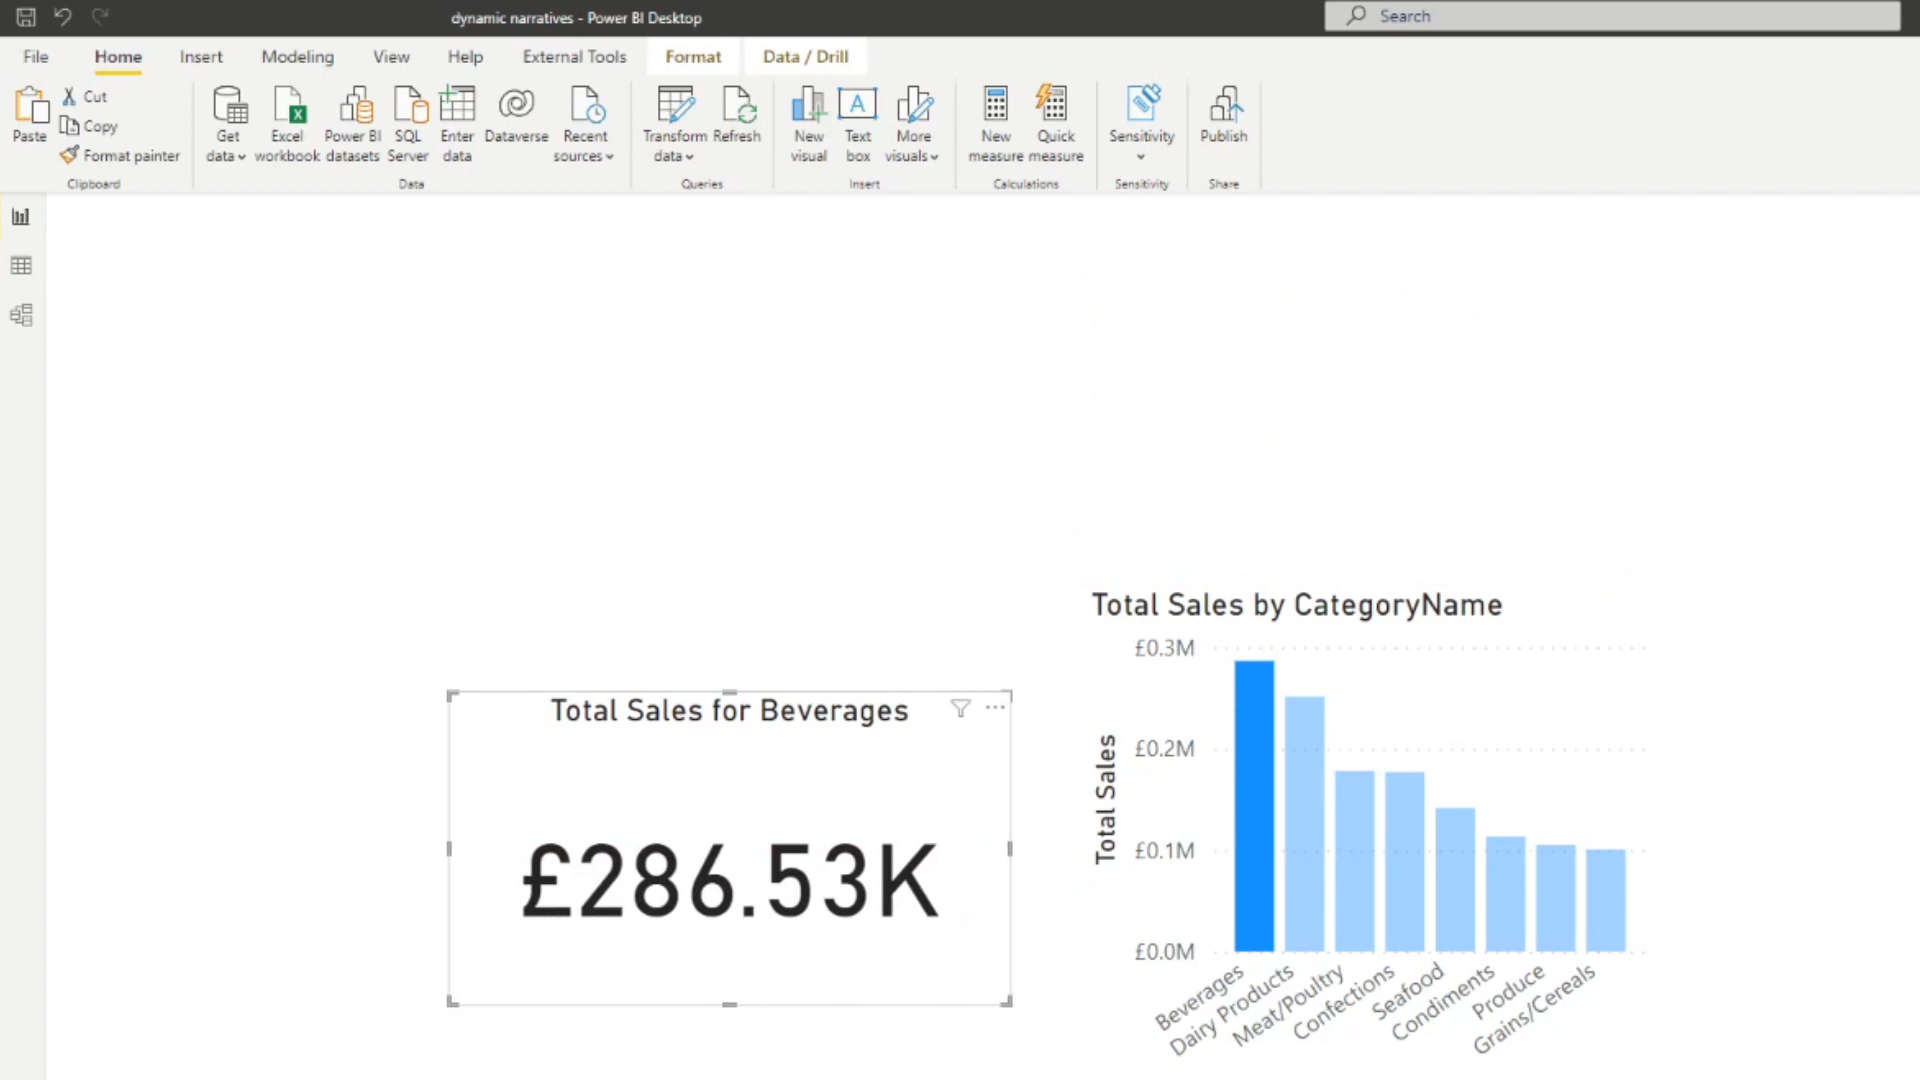 dynamic narratives - Power BI Desktop
Search
File Home Insert Modeling View Help External Tools Format Data / Drill
Paste
Cut
Copy
Format painter
Get data
Excel workbook
Power BI datasets
SQL Server
Enter data
Dataverse
Recent sources
Transform data
Refresh
New visual
Text box
More visuals
New measure
Quick measure
Sensitivity
Publish
Clipboard Data Queries Insert Calculations Sensitivity Share
Total Sales for Beverages
£286.53K
Total Sales by CategoryName
Total Sales
£0.3M
£0.2M
£0.1M
£0.0M
Beverages
Dairy Products
Meat/Poultry
Confections
Seafood
Condiments
Produce
Grains/Cereals